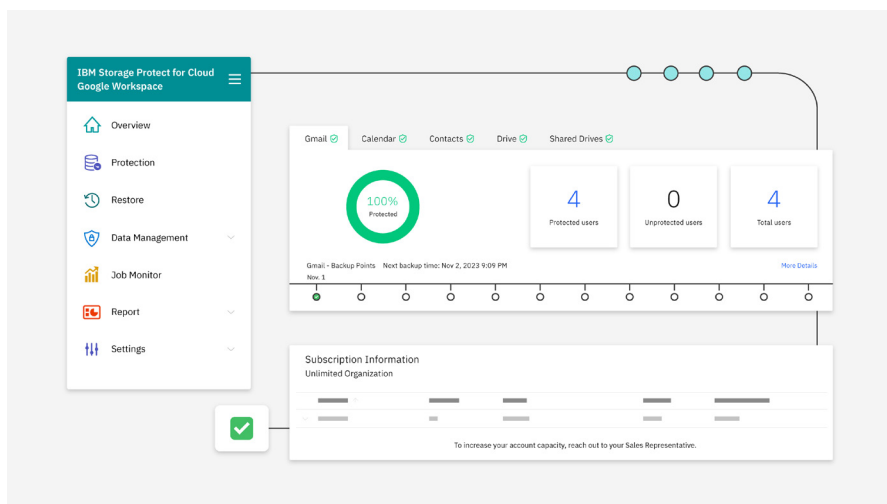 IBM Storage Protect for Cloud
Google Workspace
Overview
Protection
Restore
Data Management
Job Monitor
Report
Settings
Gmail
Calendar
Contacts
Drive
Shared Drives
100%
Protected
4
Protected users
0
Unprotected users
4
Total users
Gmail - Backup Points Next backup time: Nov 2, 2023 9:09 PM
More Details
Nov. 1
Subscription Information
Unlimited Organization
To increase your account capacity, reach out to your Sales Representative.